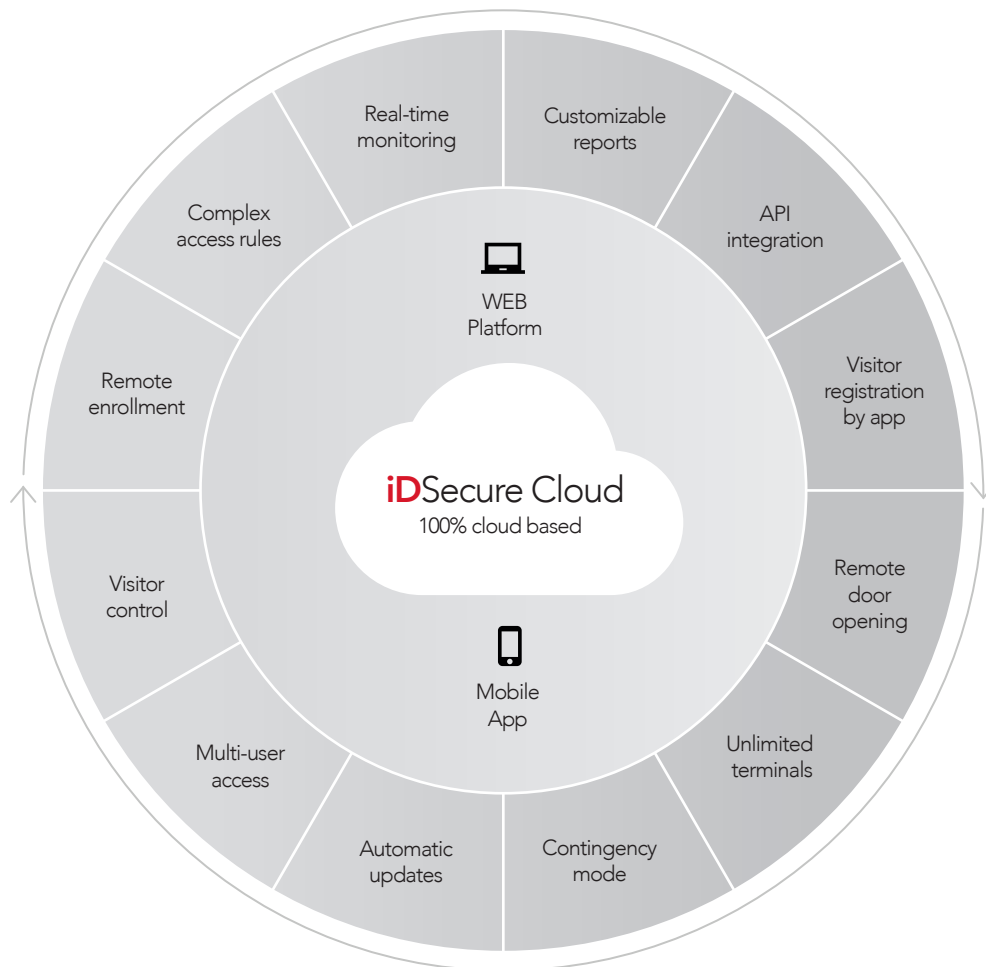 Real-time
monitoring
Customizable
reports
API
integration
Visitor
registration
by app
Remote
door
opening
Unlimited
terminals
Contingency
mode
Automatic
updates
Multi-user
access
Visitor
control
Remote
enrollment
Complex
access rules
WEB
Platform
iDSecure Cloud
100% cloud based
Mobile
App